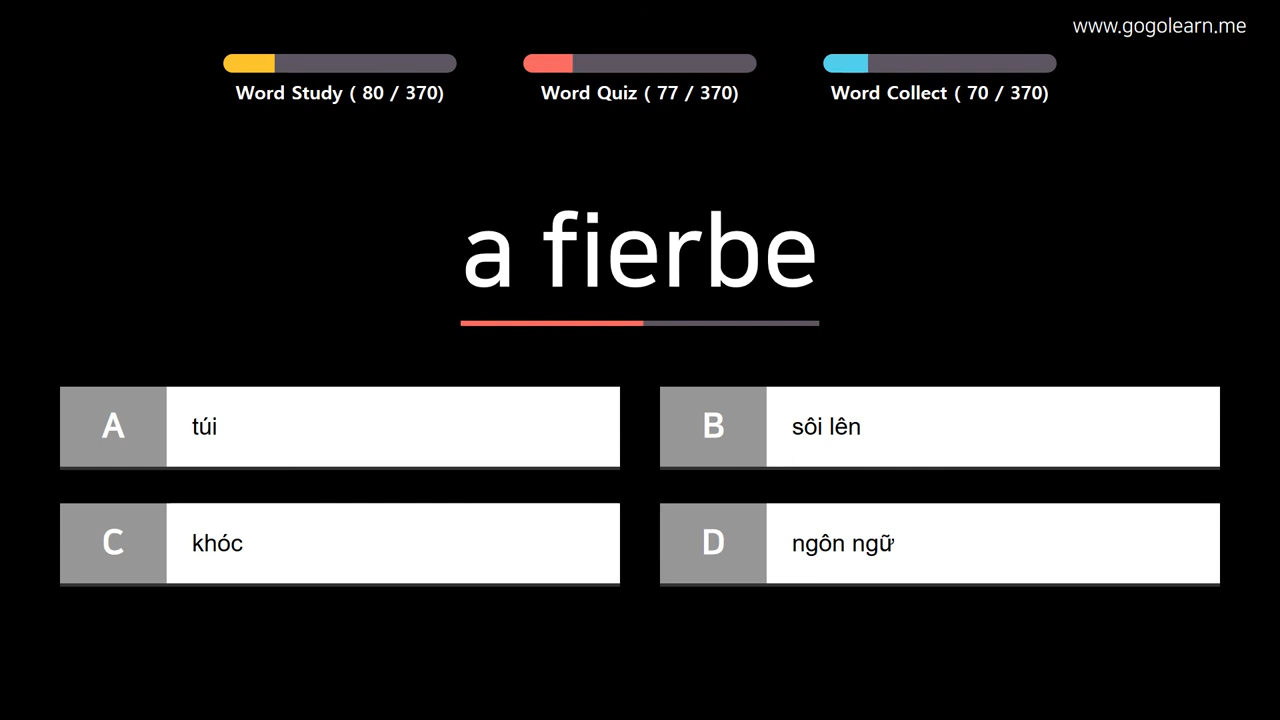 www.gogolearn.me
Word Study ( 80 / 370)
Word Quiz ( 77 / 370)
Word Collect ( 70 / 370)
a fierbe
A
túi
B
sôi lên
C
khóc
D
ngôn ngữ